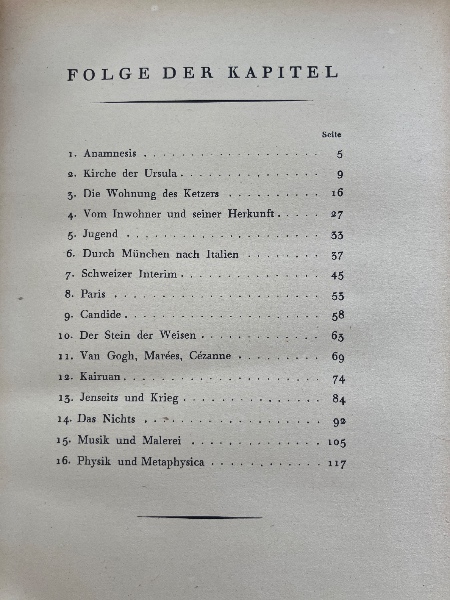 FOLGE DER KAPITEL
Seite
1. Anamnesis . . . . . . . . . . . . . . . . . . . 5
2. Kirche der Ursula . . . . . . . . . . . . . . . . 9
3. Die Wohnung des Ketzers . . . . . . . . . . . 16
4. Vom Inwohner und seiner Herkunft . . . . . 27
5. Jugend . . . . . . . . . . . . . . . . . . . . . 33
6. Durch München nach Italien . . . . . . . . . 37
7. Schweizer Interim . . . . . . . . . . . . . . . . 45
8. Paris . . . . . . . . . . . . . . . . . . . . . . 53
9. Candide . . . . . . . . . . . . . . . . . . . . . 58
10. Der Stein der Weisen . . . . . . . . . . . . . 63
11. Van Gogh, Marées, Cézanne . . . . . . . . . . 69
12. Kairuan . . . . . . . . . . . . . . . . . . . . . 74
13. Jenseits und Krieg . . . . . . . . . . . . . . . 84
14. Das Nichts . . . . . . . . . . . . . . . . . . . 92
15. Musik und Malerei . . . . . . . . . . . . . . 105
16. Physik und Metaphysica . . . . . . . . . . . . 117